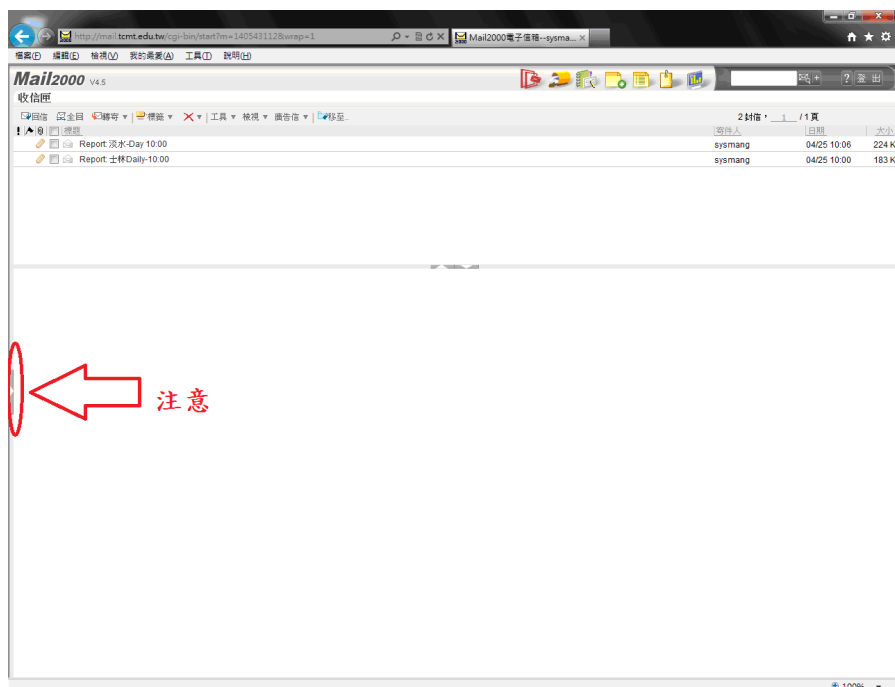 http://mail.tcmt.edu.tw/cgi-bin/start?m=140543112&wrap=1
Mail2000電子信箱--sysma...
檔案(F) 編輯(E) 檢視(V) 我的最愛(A) 工具(T) 說明(H)
Mail2000 V4.5
? 登 出
收信匣
回信 全回 轉寄 標籤 工具 檢視 廣告信 移至...
2 封信, 1 / 1 頁
標題 寄件人 日期 大小
Report: 淡水-Day 10:00 sysmang 04/25 10:06 224 K
Report: 士林Daily-10:00 sysmang 04/25 10:00 183 K
注意
100%